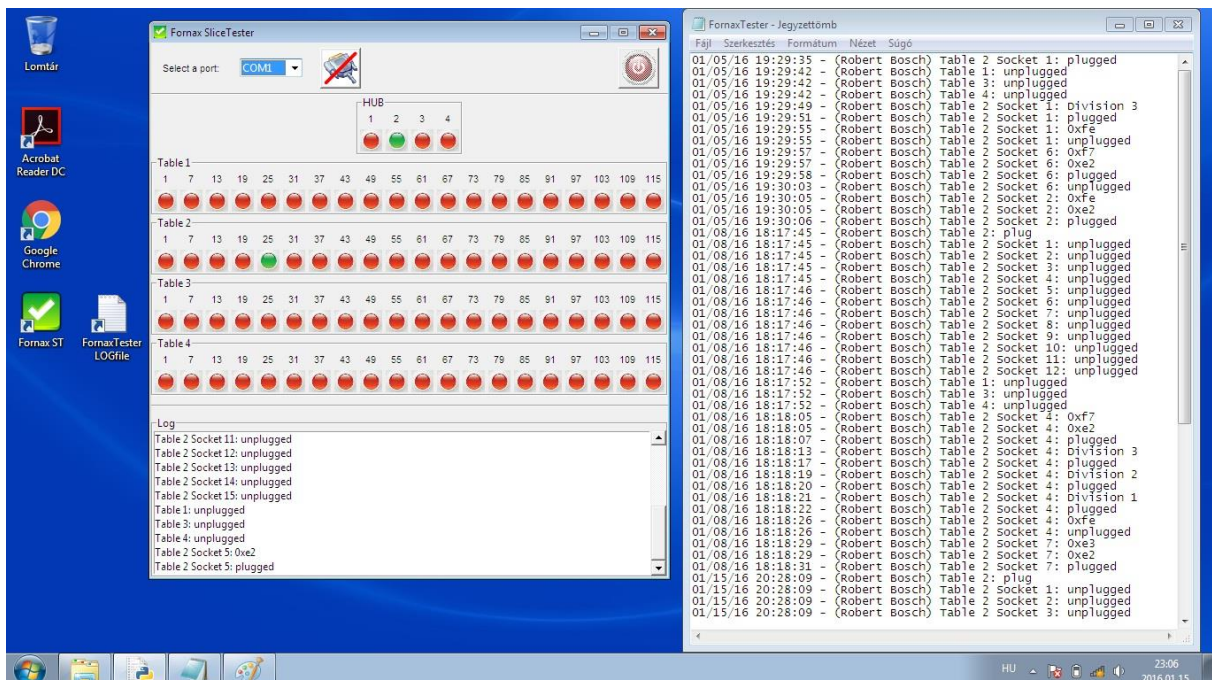 Lomtár
Acrobat
Reader DC
Google
Chrome
Fornax ST
FornaxTester
LOGfile
Fornax SliceTester
Select a port:
COM1
HUB
1 2 3 4
Table 1
1 7 13 19 25 31 37 43 49 55 61 67 73 79 85 91 97 103 109 115
Table 2
1 7 13 19 25 31 37 43 49 55 61 67 73 79 85 91 97 103 109 115
Table 3
1 7 13 19 25 31 37 43 49 55 61 67 73 79 85 91 97 103 109 115
Table 4
1 7 13 19 25 31 37 43 49 55 61 67 73 79 85 91 97 103 109 115
Log
Table 2 Socket 11: unplugged
Table 2 Socket 12: unplugged
Table 2 Socket 13: unplugged
Table 2 Socket 14: unplugged
Table 2 Socket 15: unplugged
Table 1: unplugged
Table 3: unplugged
Table 4: unplugged
Table 2 Socket 5: 0xe2
Table 2 Socket 5: plugged
FornaxTester - Jegyzettömb
Fájl Szerkesztés Formátum Nézet Súgó
01/05/16 19:29:35 - (Robert Bosch) Table 2 Socket 1: plugged
01/05/16 19:29:42 - (Robert Bosch) Table 1: unplugged
01/05/16 19:29:42 - (Robert Bosch) Table 3: unplugged
01/05/16 19:29:42 - (Robert Bosch) Table 4: unplugged
01/05/16 19:29:49 - (Robert Bosch) Table 2 Socket 1: Division 3
01/05/16 19:29:51 - (Robert Bosch) Table 2 Socket 1: plugged
01/05/16 19:29:55 - (Robert Bosch) Table 2 Socket 1: 0xfe
01/05/16 19:29:55 - (Robert Bosch) Table 2 Socket 1: unplugged
01/05/16 19:29:57 - (Robert Bosch) Table 2 Socket 6: 0xf7
01/05/16 19:29:57 - (Robert Bosch) Table 2 Socket 6: 0xe2
01/05/16 19:29:58 - (Robert Bosch) Table 2 Socket 6: plugged
01/05/16 19:30:03 - (Robert Bosch) Table 2 Socket 6: unplugged
01/05/16 19:30:05 - (Robert Bosch) Table 2 Socket 2: 0xfe
01/05/16 19:30:05 - (Robert Bosch) Table 2 Socket 2: 0xe2
01/05/16 19:30:06 - (Robert Bosch) Table 2 Socket 2: plugged
01/08/16 18:17:45 - (Robert Bosch) Table 2: plug
01/08/16 18:17:45 - (Robert Bosch) Table 2 Socket 1: unplugged
01/08/16 18:17:45 - (Robert Bosch) Table 2 Socket 2: unplugged
01/08/16 18:17:45 - (Robert Bosch) Table 2 Socket 3: unplugged
01/08/16 18:17:45 - (Robert Bosch) Table 2 Socket 4: unplugged
01/08/16 18:17:46 - (Robert Bosch) Table 2 Socket 5: unplugged
01/08/16 18:17:46 - (Robert Bosch) Table 2 Socket 6: unplugged
01/08/16 18:17:46 - (Robert Bosch) Table 2 Socket 7: unplugged
01/08/16 18:17:46 - (Robert Bosch) Table 2 Socket 8: unplugged
01/08/16 18:17:46 - (Robert Bosch) Table 2 Socket 9: unplugged
01/08/16 18:17:46 - (Robert Bosch) Table 2 Socket 10: unplugged
01/08/16 18:17:46 - (Robert Bosch) Table 2 Socket 11: unplugged
01/08/16 18:17:46 - (Robert Bosch) Table 2 Socket 12: unplugged
01/08/16 18:17:52 - (Robert Bosch) Table 1: unplugged
01/08/16 18:17:52 - (Robert Bosch) Table 3: unplugged
01/08/16 18:17:52 - (Robert Bosch) Table 4: unplugged
01/08/16 18:18:05 - (Robert Bosch) Table 2 Socket 4: 0xf7
01/08/16 18:18:05 - (Robert Bosch) Table 2 Socket 4: 0xe2
01/08/16 18:18:07 - (Robert Bosch) Table 2 Socket 4: plugged
01/08/16 18:18:13 - (Robert Bosch) Table 2 Socket 4: Division 3
01/08/16 18:18:17 - (Robert Bosch) Table 2 Socket 4: plugged
01/08/16 18:18:19 - (Robert Bosch) Table 2 Socket 4: Division 2
01/08/16 18:18:20 - (Robert Bosch) Table 2 Socket 4: plugged
01/08/16 18:18:21 - (Robert Bosch) Table 2 Socket 4: Division 1
01/08/16 18:18:22 - (Robert Bosch) Table 2 Socket 4: plugged
01/08/16 18:18:26 - (Robert Bosch) Table 2 Socket 4: 0xfe
01/08/16 18:18:26 - (Robert Bosch) Table 2 Socket 4: unplugged
01/08/16 18:18:29 - (Robert Bosch) Table 2 Socket 7: 0xe3
01/08/16 18:18:29 - (Robert Bosch) Table 2 Socket 7: 0xe2
01/08/16 18:18:31 - (Robert Bosch) Table 2 Socket 7: plugged
01/15/16 20:28:09 - (Robert Bosch) Table 2: plug
01/15/16 20:28:09 - (Robert Bosch) Table 2 Socket 1: unplugged
01/15/16 20:28:09 - (Robert Bosch) Table 2 Socket 2: unplugged
01/15/16 20:28:09 - (Robert Bosch) Table 2 Socket 3: unplugged
HU
23:06
2016.01.15